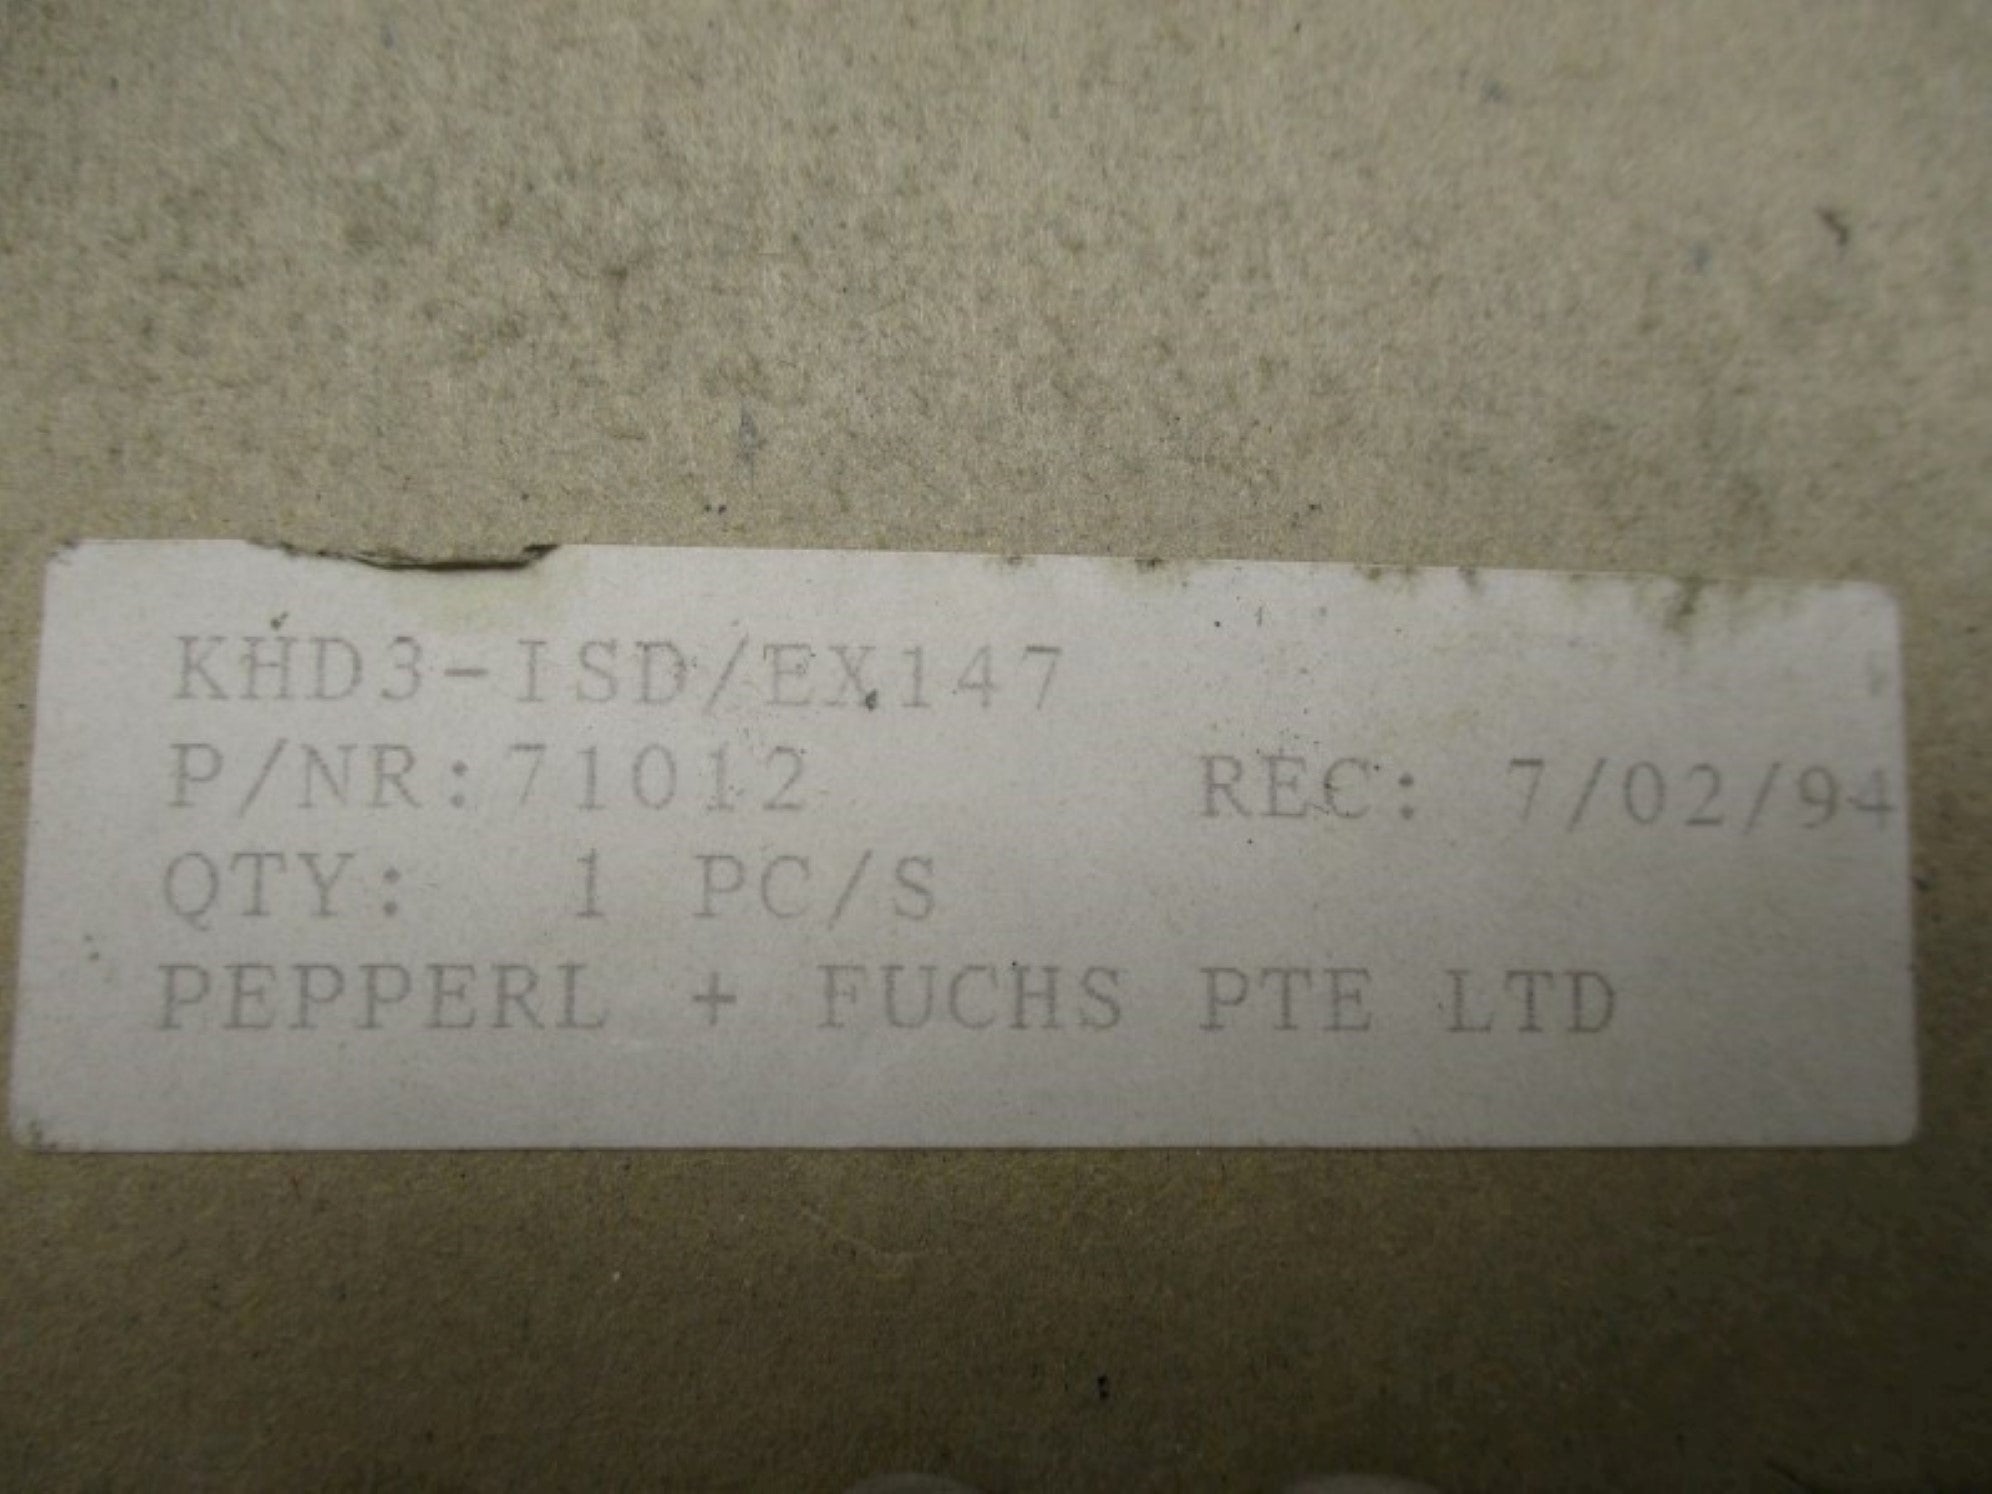 KHD3-ISD/EX147
P/NR:71012 REC: 7/02/94
QTY: 1 PC/S
PEPPERL + FUCHS PTE LTD